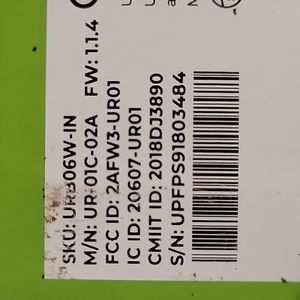 SKU: URB06W-IN
M/N: UR-01C-02A FW: 1.1.4
FCC ID: 2AFW3-UR01
IC ID: 20607-UR01
CMIIT ID: 2018DJ3890
S/N: UPFPS91803484